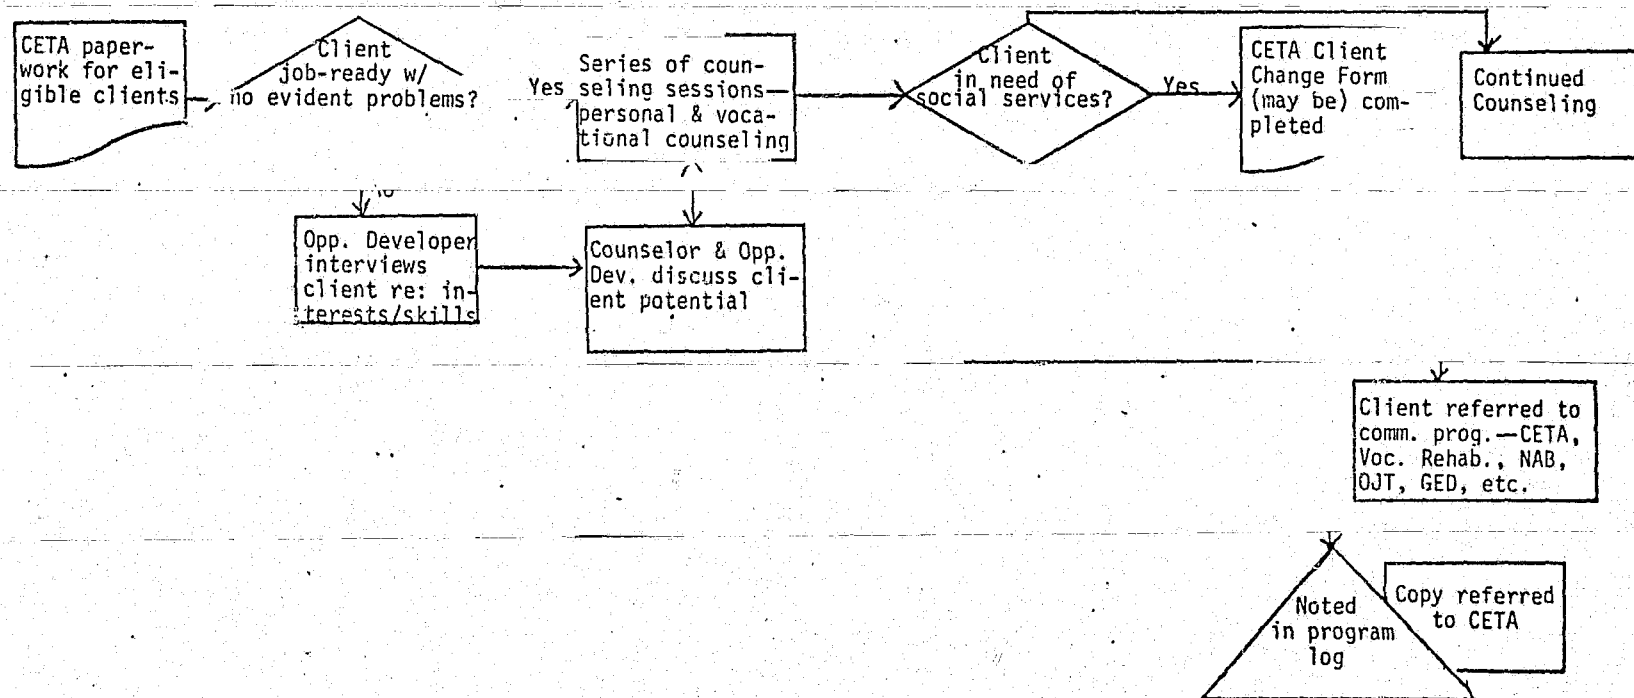 CETA paper-
work for eli-
gible clients
Client
job-ready w/
no evident problems?
Yes
Series of coun-
seling sessions—
personal & voca-
tional counseling
Client
in need of
social services?
Yes
CETA Client
Change Form
(may be) com-
pleted
Continued
Counseling
Opp. Developer
interviews
client re: in-
terests/skills
Counselor & Opp.
Dev. discuss cli-
ent potential
Client referred to
comm. prog.—CETA,
Voc. Rehab., NAB,
OJT, GED, etc.
Noted
in program
log
Copy referred
to CETA